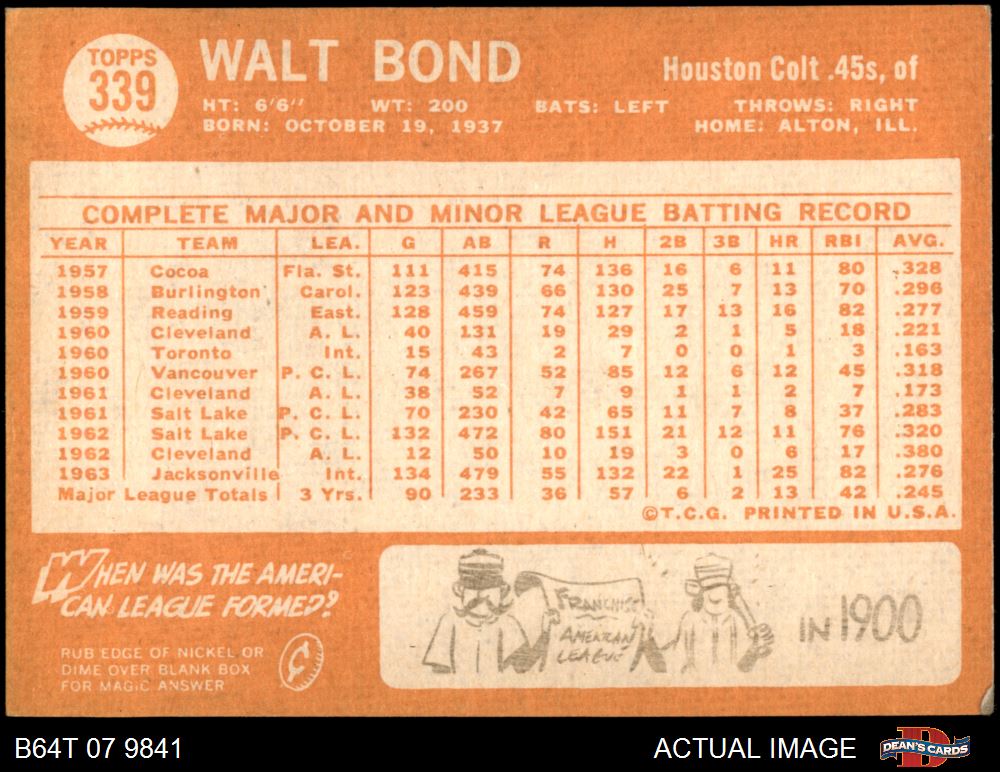 TOPPS
339
WALT BOND
Houston Colt .45s, of
HT: 6'6" WT: 200 BATS: LEFT THROWS: RIGHT
BORN: OCTOBER 19, 1937 HOME: ALTON, ILL.
COMPLETE MAJOR AND MINOR LEAGUE BATTING RECORD
YEAR TEAM LEA. G AB R H 2B 3B HR RBI AVG.
1957 Cocoa Fla. St. 111 415 74 136 16 6 11 80 .328
1958 Burlington Carol. 123 439 66 130 25 7 13 70 .296
1959 Reading East. 128 459 74 127 17 13 16 82 .277
1960 Cleveland A. L. 40 131 19 29 2 1 5 18 .221
1960 Toronto Int. 15 43 2 7 0 0 1 3 .163
1960 Vancouver P. C. L. 74 267 52 85 12 6 12 45 .318
1961 Cleveland A. L. 38 52 7 9 1 1 2 7 .173
1961 Salt Lake P. C. L. 70 230 42 65 11 7 8 37 .283
1962 Salt Lake P. C. L. 132 472 80 151 21 12 11 76 .320
1962 Cleveland A. L. 12 50 10 19 3 0 6 17 .380
1963 Jacksonville Int. 134 479 55 132 22 1 25 82 .276
Major League Totals 3 Yrs. 90 233 36 57 6 2 13 42 .245
©T.C.G. PRINTED IN U.S.A.
WHEN WAS THE AMERI-
CAN LEAGUE FORMED?
RUB EDGE OF NICKEL OR
DIME OVER BLANK BOX
FOR MAGIC ANSWER
¢
FRANCHISE
AMERICAN
LEAGUE
IN 1900
B64T 07 9841 ACTUAL IMAGE
D
DEAN'S CARDS